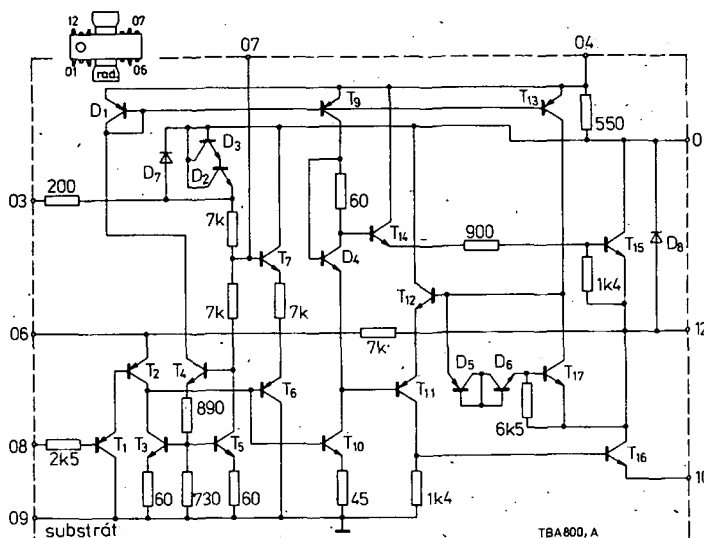 12 07
01 rad. 06
07 04
D1 T9 T13
550
D3
D7 D2
01
200
03
60
7k
T7 D4 T14 900 T15 D8
1k4
7k 7k T12
06 7k 12
T2 T4 D5 D6 T17
T6 T11
890 6k5
08 2k5 T1 T3 T5 T10 T16
60 730 60 45 1k4
10
09
substrát TBA800, A